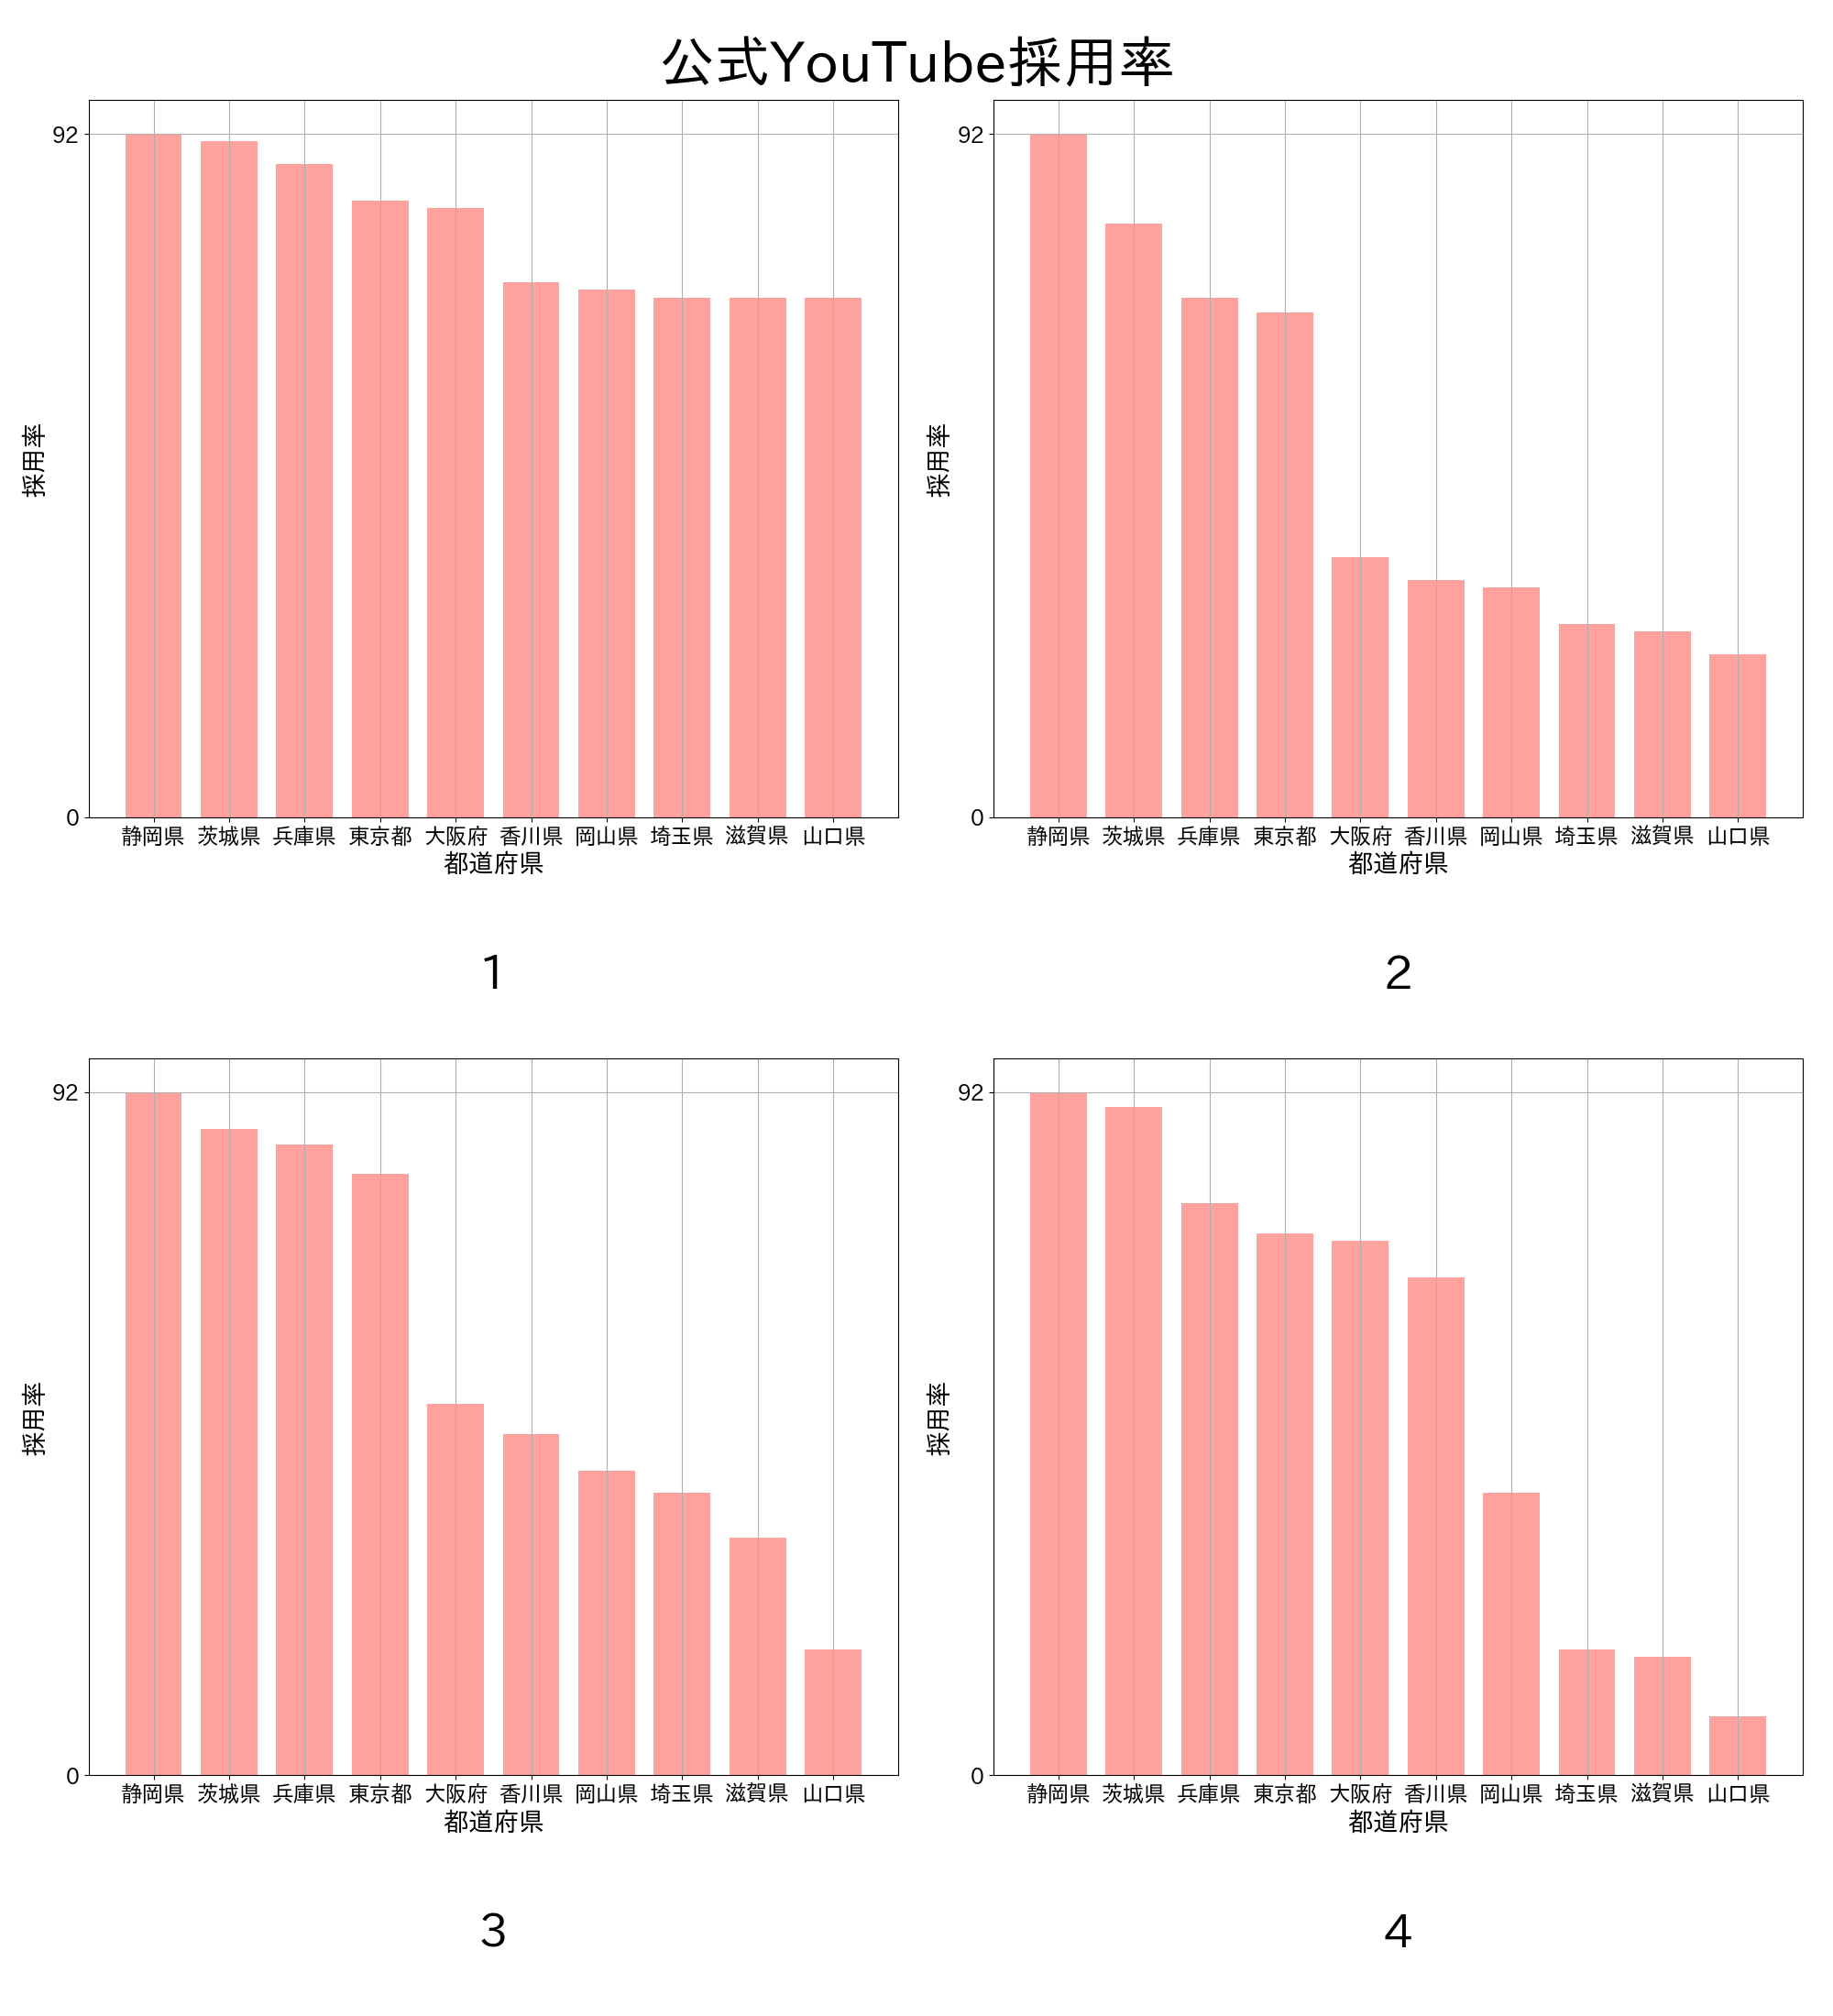 公式YouTube採用率
92
0
採用率
静岡県 茨城県 兵庫県 東京都 大阪府 香川県 岡山県 埼玉県 滋賀県 山口県
都道府県
1
92
0
採用率
静岡県 茨城県 兵庫県 東京都 大阪府 香川県 岡山県 埼玉県 滋賀県 山口県
都道府県
2
92
0
採用率
静岡県 茨城県 兵庫県 東京都 大阪府 香川県 岡山県 埼玉県 滋賀県 山口県
都道府県
3
92
0
採用率
静岡県 茨城県 兵庫県 東京都 大阪府 香川県 岡山県 埼玉県 滋賀県 山口県
都道府県
4